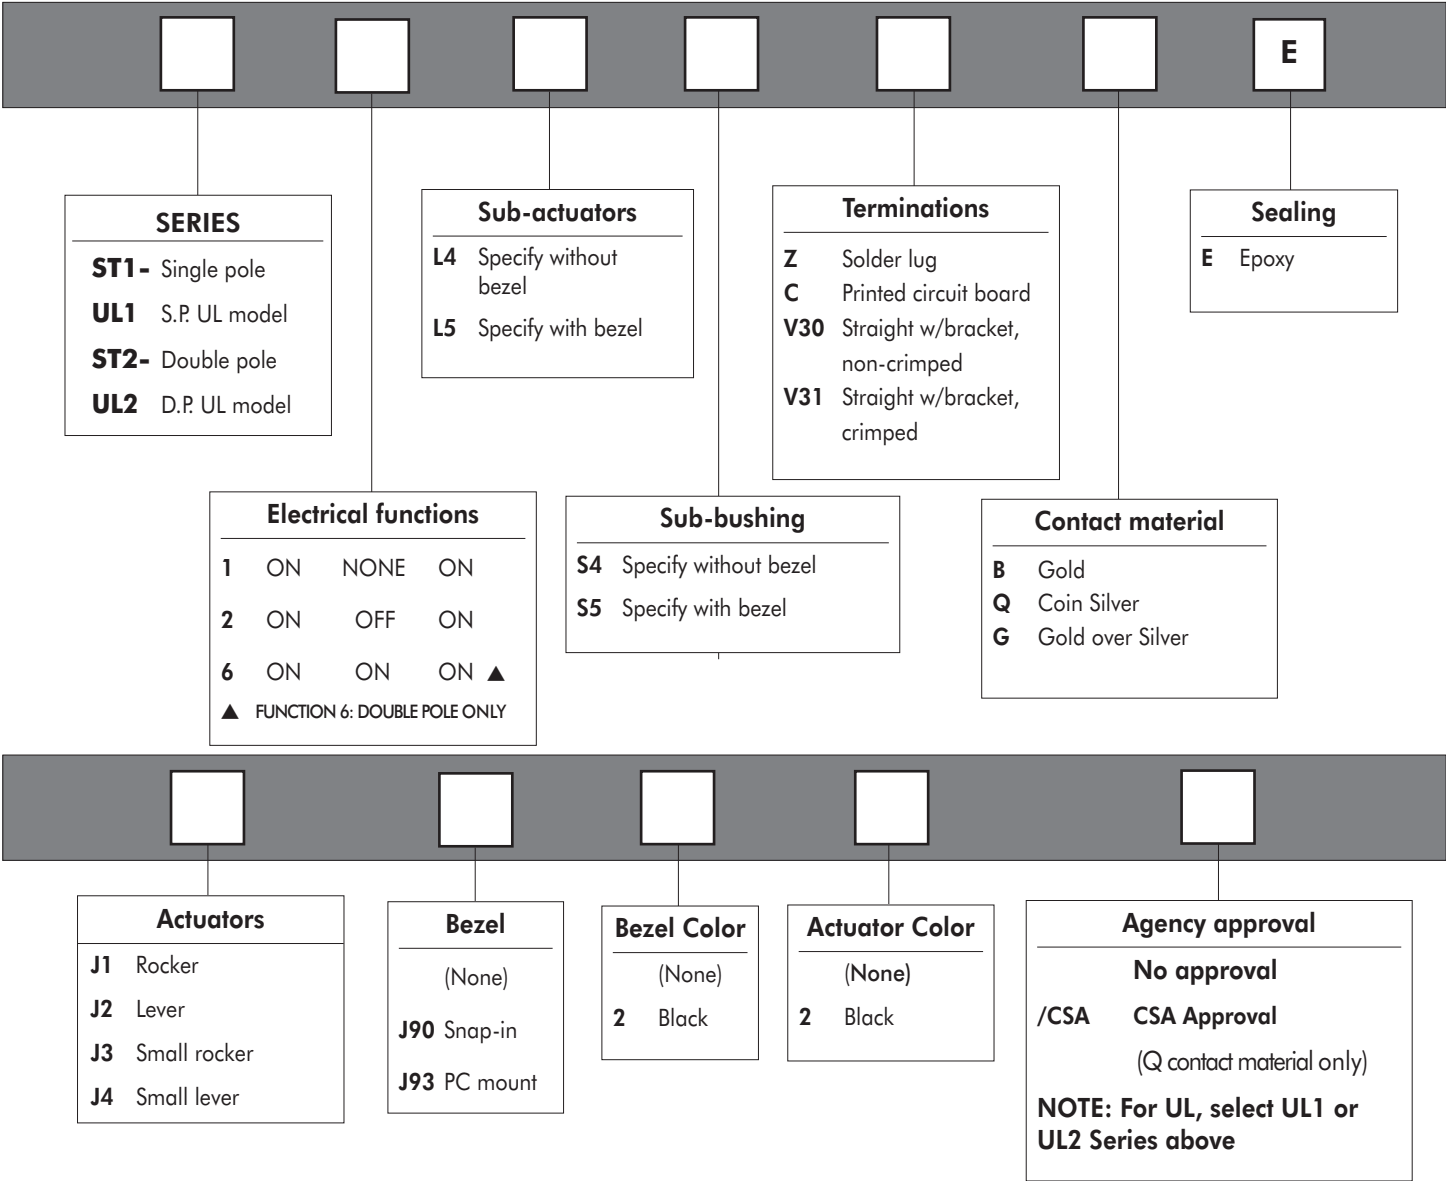 E
SERIES
ST1- Single pole
UL1 S.P. UL model
ST2- Double pole
UL2 D.P. UL model
Sub-actuators
L4 Specify without
bezel
L5 Specify with bezel
Terminations
Z Solder lug
C Printed circuit board
V30 Straight w/bracket,
non-crimped
V31 Straight w/bracket,
crimped
Sealing
E Epoxy
Electrical functions
1 ON NONE ON
2 ON OFF ON
6 ON ON ON ▲
▲ FUNCTION 6: DOUBLE POLE ONLY
Sub-bushing
S4 Specify without bezel
S5 Specify with bezel
Contact material
B Gold
Q Coin Silver
G Gold over Silver
Actuators
J1 Rocker
J2 Lever
J3 Small rocker
J4 Small lever
Bezel
(None)
J90 Snap-in
J93 PC mount
Bezel Color
(None)
2 Black
Actuator Color
(None)
2 Black
Agency approval
No approval
/CSA CSA Approval
(Q contact material only)
NOTE: For UL, select UL1 or
UL2 Series above